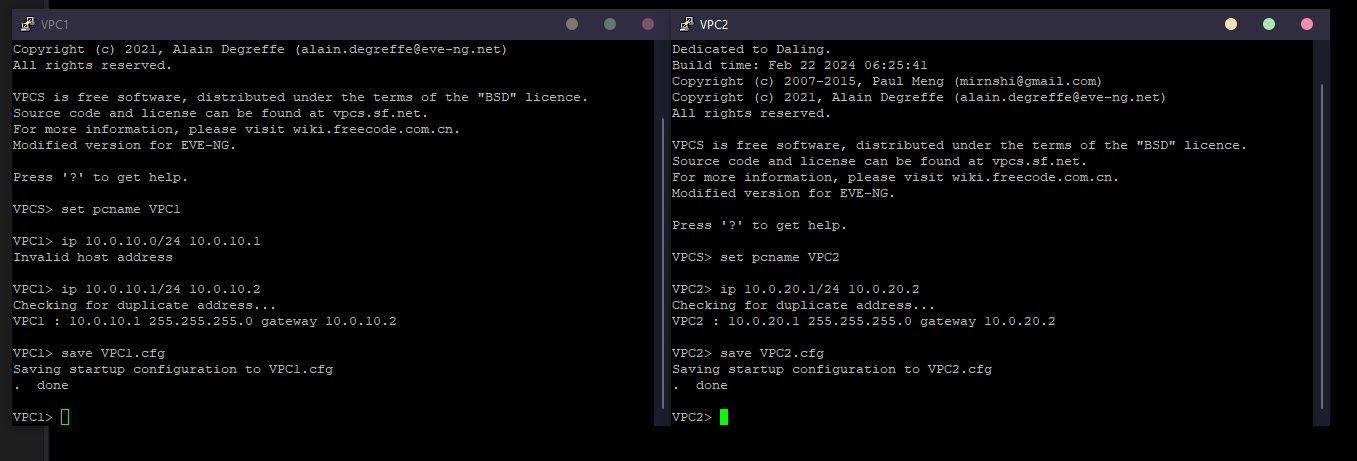 VPC1
Copyright (c) 2021, Alain Degreffe (alain.degreffe@eve-ng.net)
All rights reserved.
VPCS is free software, distributed under the terms of the "BSD" licence.
Source code and license can be found at vpcs.sf.net.
For more information, please visit wiki.freecode.com.cn.
Modified version for EVE-NG.
Press '?' to get help.
VPCS> set pcname VPC1
VPC1> ip 10.0.10.0/24 10.0.10.1
Invalid host address
VPC1> ip 10.0.10.1/24 10.0.10.2
Checking for duplicate address...
VPC1 : 10.0.10.1 255.255.255.0 gateway 10.0.10.2
VPC1> save VPC1.cfg
Saving startup configuration to VPC1.cfg
.  done
VPC1>
VPC2
Dedicated to Daling.
Build time: Feb 22 2024 06:25:41
Copyright (c) 2007-2015, Paul Meng (mirnshi@gmail.com)
Copyright (c) 2021, Alain Degreffe (alain.degreffe@eve-ng.net)
All rights reserved.
VPCS is free software, distributed under the terms of the "BSD" licence.
Source code and license can be found at vpcs.sf.net.
For more information, please visit wiki.freecode.com.cn.
Modified version for EVE-NG.
Press '?' to get help.
VPCS> set pcname VPC2
VPC2> ip 10.0.20.1/24 10.0.20.2
Checking for duplicate address...
VPC2 : 10.0.20.1 255.255.255.0 gateway 10.0.20.2
VPC2> save VPC2.cfg
Saving startup configuration to VPC2.cfg
.  done
VPC2>